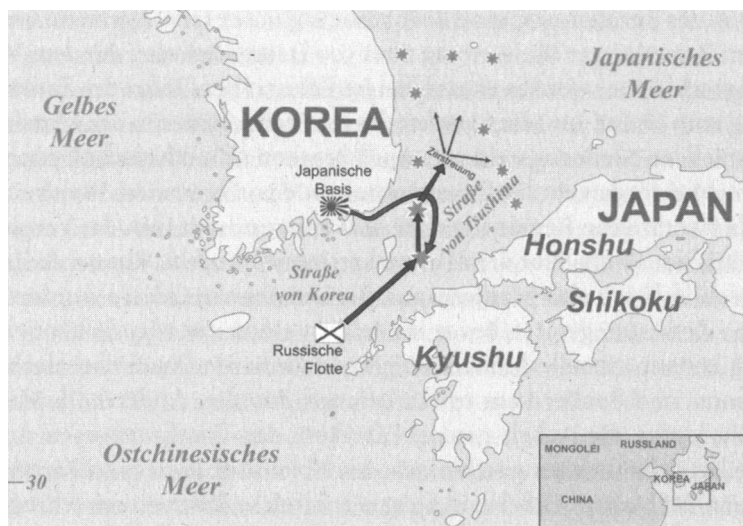 Japanisches
Meer
Gelbes
Meer
KOREA
Japanische
Basis
Zerstreuung
Straße
von Tsushima
JAPAN
Honshu
Straße
von Korea
Shikoku
Russische
Flotte
Kyushu
Ostchinesisches
Meer
30
MONGOLEI
RUSSLAND
KOREA
JAPAN
CHINA